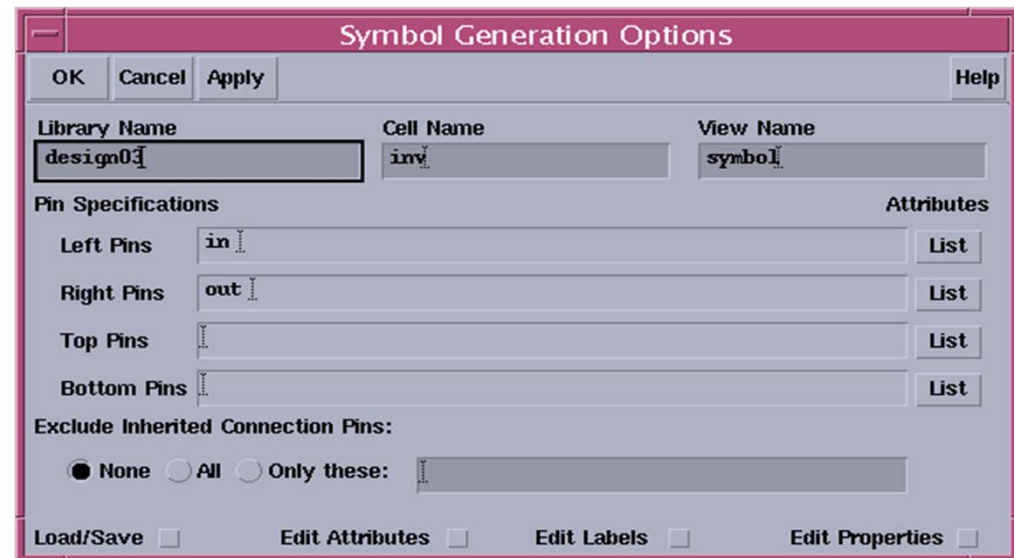 Symbol Generation Options
OK Cancel Apply Help
Library Name Cell Name View Name
design03 inv symbol
Pin Specifications Attributes
Left Pins in List
Right Pins out List
Top Pins List
Bottom Pins List
Exclude Inherited Connection Pins:
None All Only these:
Load/Save Edit Attributes Edit Labels Edit Properties